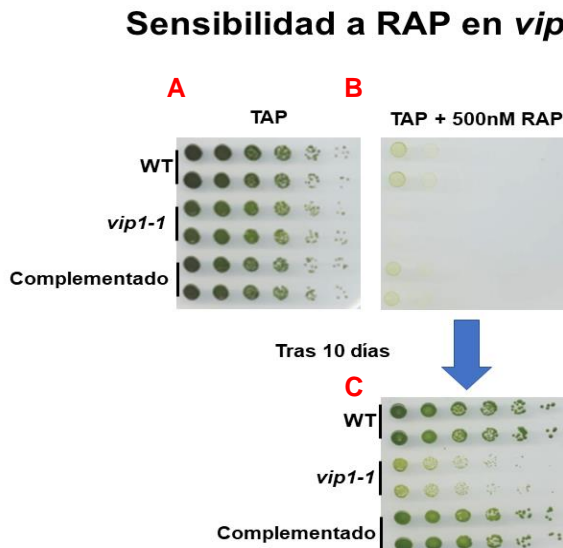 Sensibilidad a RAP en vip
A
B
TAP
TAP + 500nM RAP
WT
vip1-1
Complementado
Tras 10 días
C
WT
vip1-1
Complementado